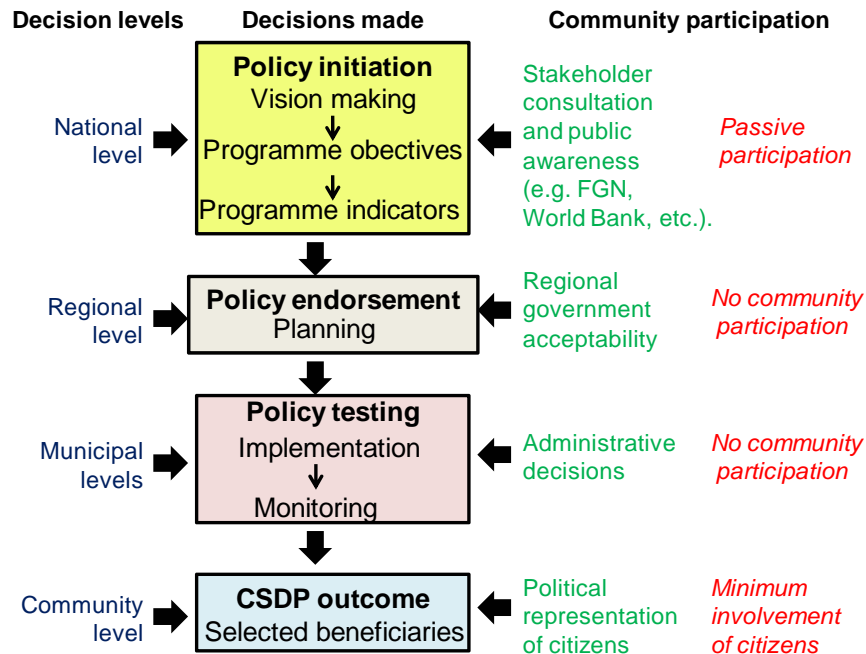 Decision levels
Decisions made
Community participation
National
level
Policy initiation
Vision making
Programme obectives
Programme indicators
Stakeholder
consultation
and public
awareness
(e.g. FGN,
World Bank, etc.).
Passive
participation
Regional
level
Policy endorsement
Planning
Regional
government
acceptability
No community
participation
Municipal
levels
Policy testing
Implementation
Monitoring
Administrative
decisions
No community
participation
Community
level
CSDP outcome
Selected beneficiaries
Political
representation
of citizens
Minimum
involvement
of citizens